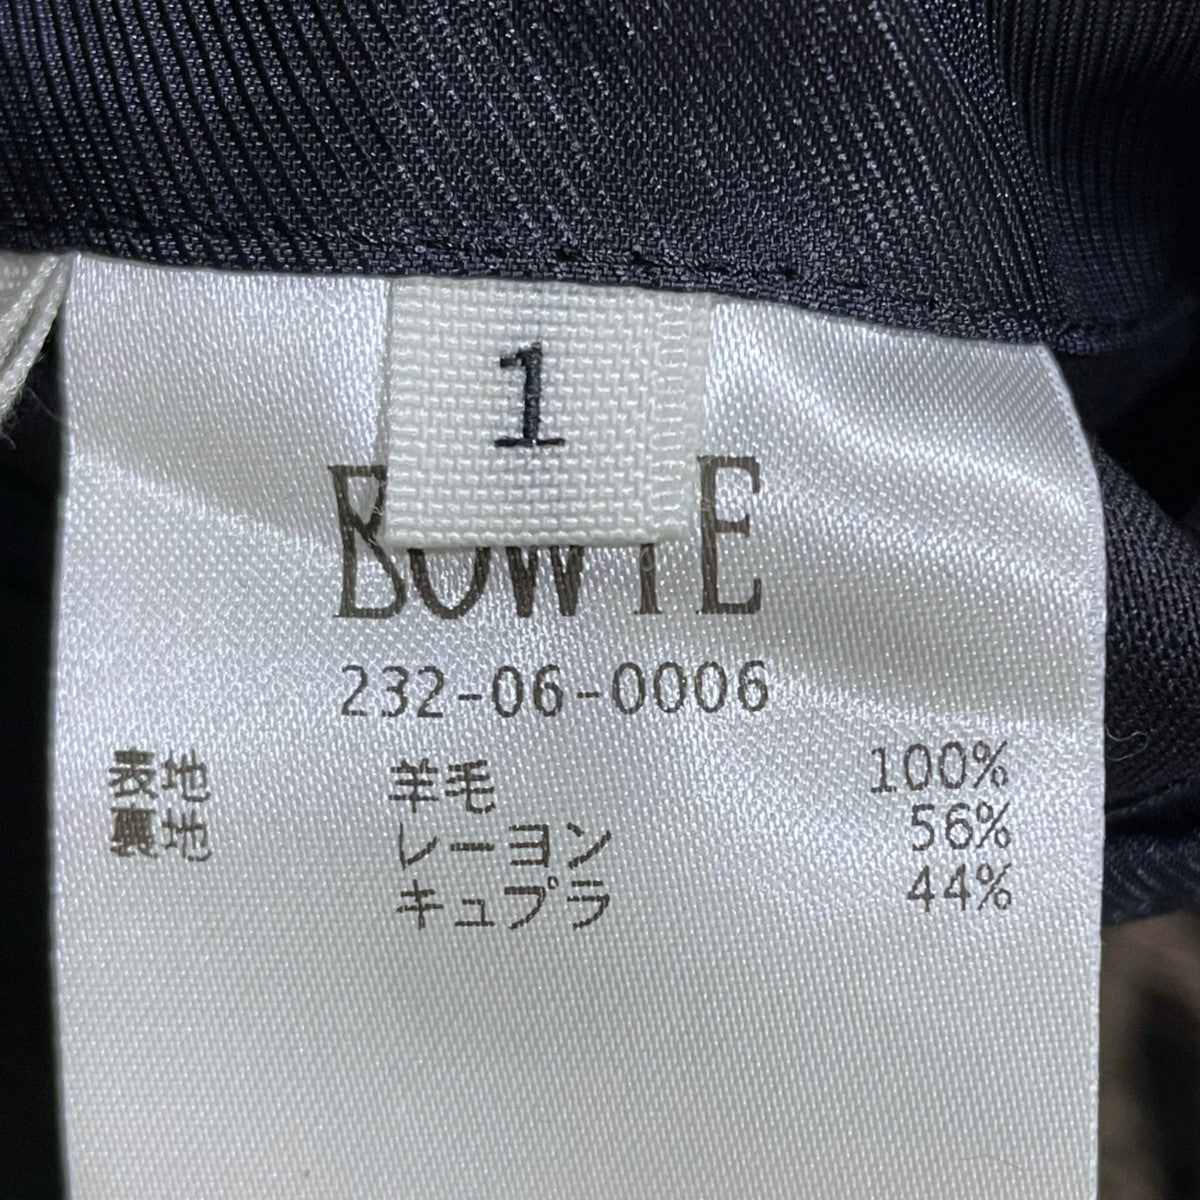 1
BOWTE
232-06-0006
表地 羊毛 100%
裏地 レーヨン 56%
キュプラ 44%